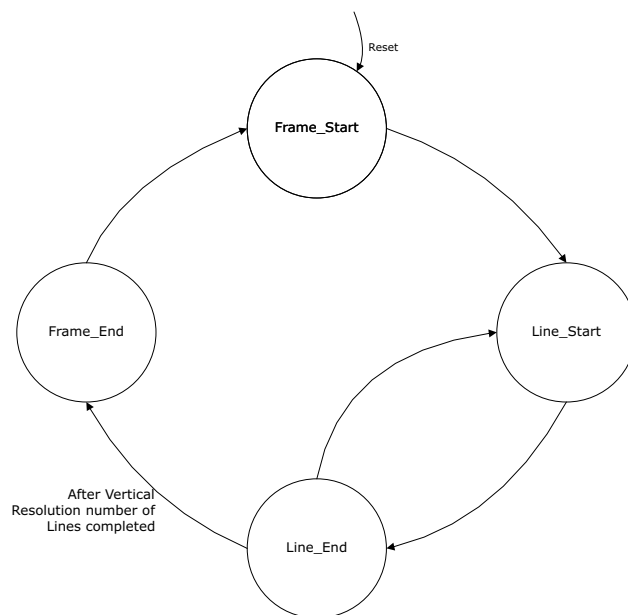 Reset
Frame_Start
Frame_End
Line_Start
After Vertical
Resolution number of
Lines completed
Line_End